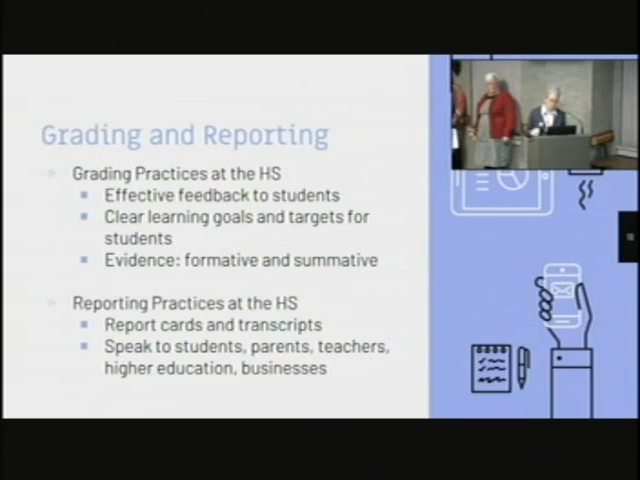 Grading and Reporting
Grading Practices at the HS
Effective feedback to students
Clear learning goals and targets for
students
Evidence: formative and summative
Reporting Practices at the HS
Report cards and transcripts
Speak to students, parents, teachers,
higher education, businesses